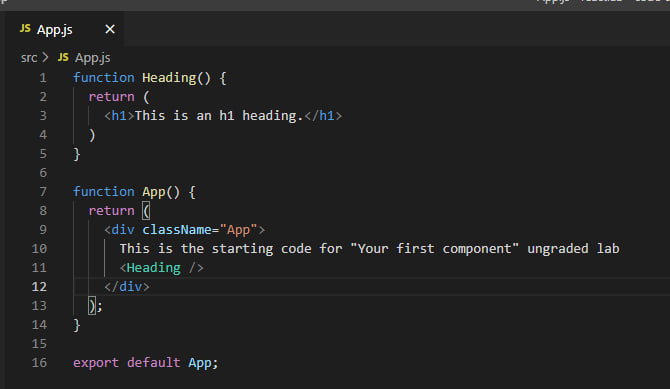 JS App.js ×
src > JS App.js
1 function Heading() {
2   return (
3     <h1>This is an h1 heading.</h1>
4   )
5 }
6
7 function App() {
8   return (
9     <div className="App">
10       This is the starting code for "Your first component" ungraded lab
11       <Heading />
12     </div>
13   );
14 }
15
16 export default App;